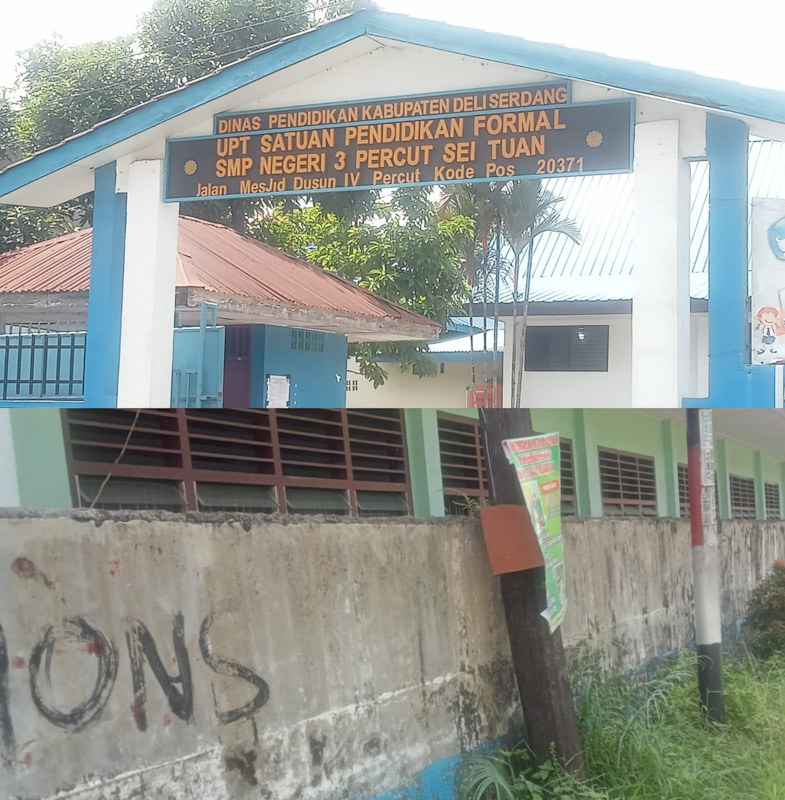 DINAS PENDIDIKAN KABUPATEN DELI SERDANG
UPT SATUAN PENDIDIKAN FORMAL
SMP NEGERI 3 PERCUT SEI TUAN
Jalan MesJid Dusun IV Percut Kode Pos 20371
IONS